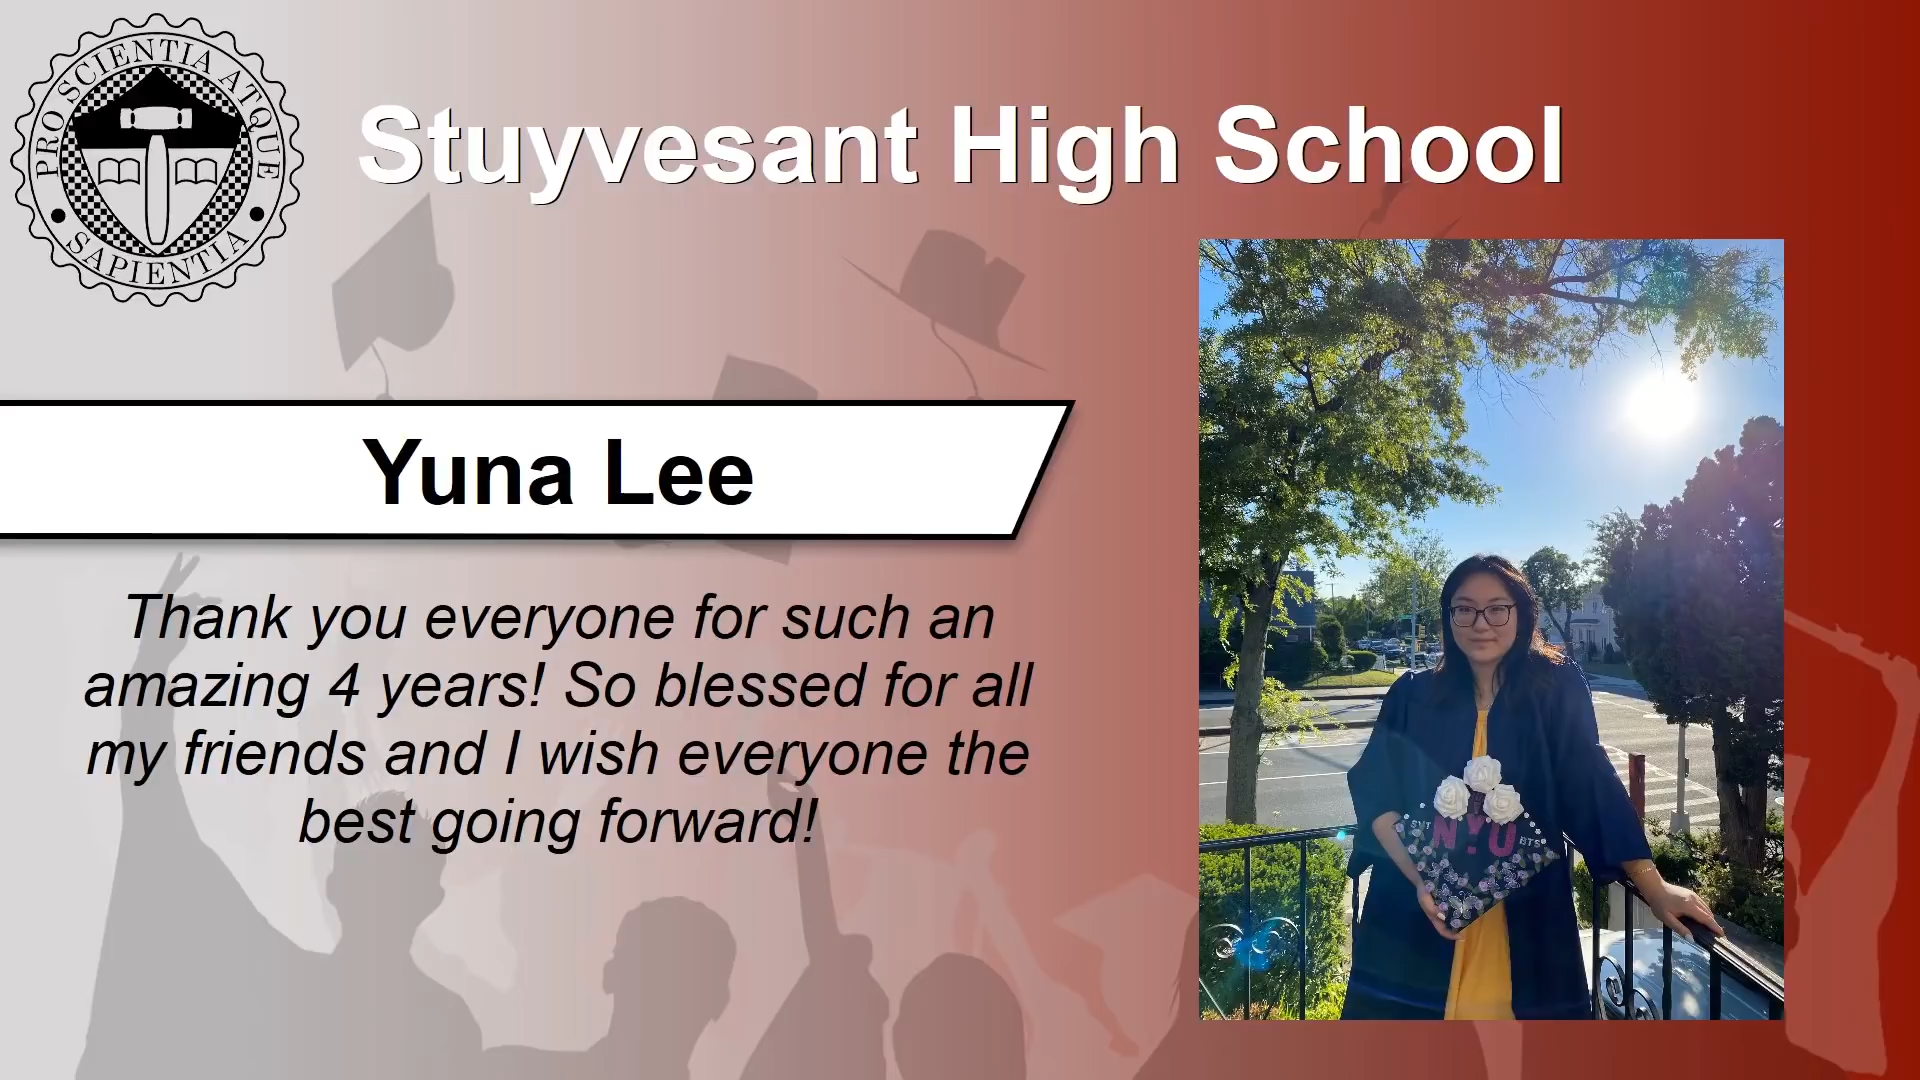 PRO SCIENTIA ATQUE
SAPIENTIA
Stuyvesant High School
Yuna Lee
Thank you everyone for such an
amazing 4 years! So blessed for all
my friends and I wish everyone the
best going forward!
SVT NYU BTS